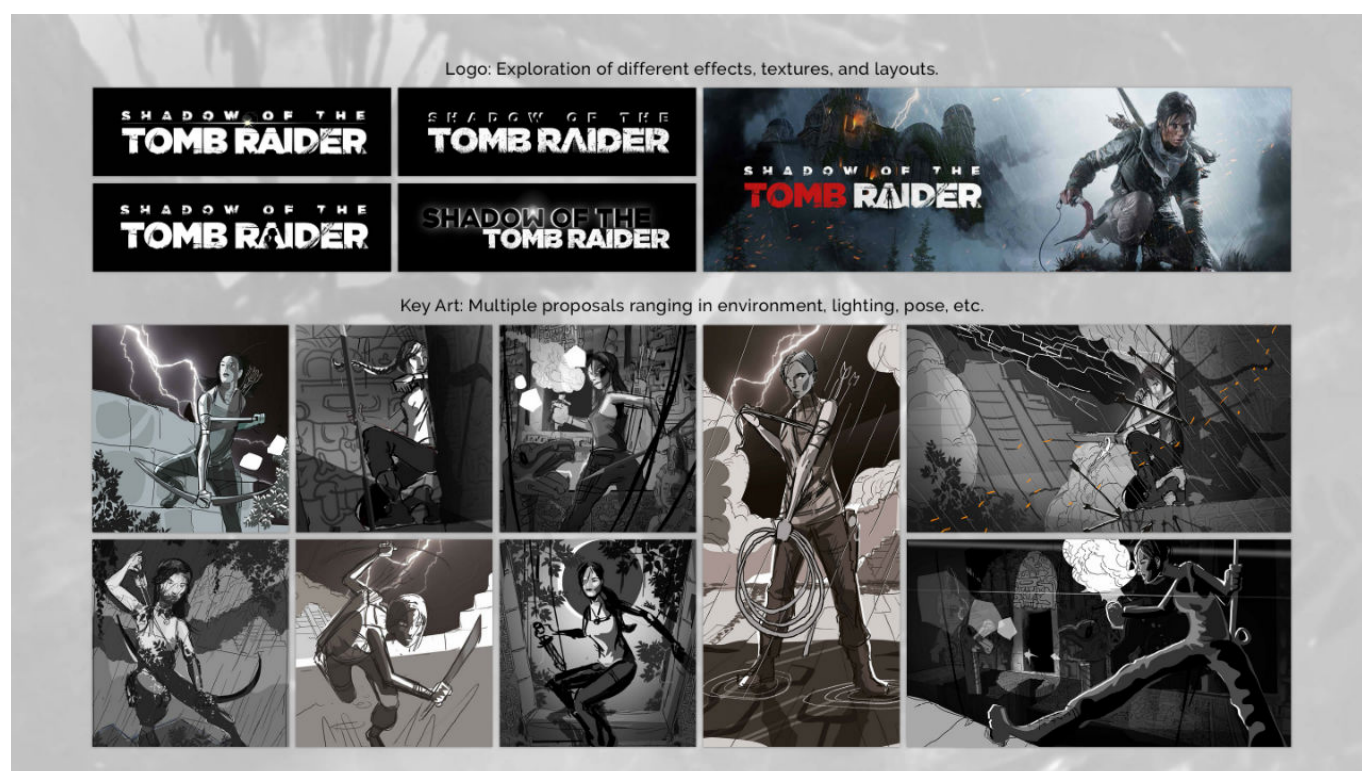 Logo: Exploration of different effects, textures, and layouts.
SHADOW OF THE
TOMB RAIDER
SHADOW OF THE
TOMB RAIDER
SHADOW OF THE
TOMB RAIDER
SHADOW OF THE
TOMB RAIDER
SHADOW OF THE
TOMB RAIDER
Key Art: Multiple proposals ranging in environment, lighting, pose, etc.